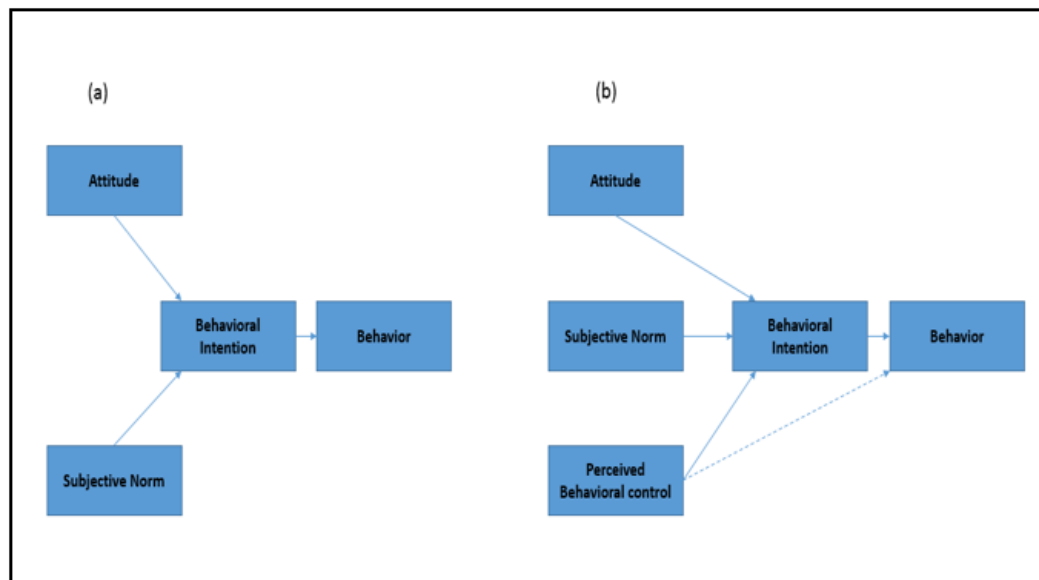 (a)
Attitude
Behavioral
Intention
Behavior
Subjective Norm
(b)
Attitude
Subjective Norm
Behavioral
Intention
Behavior
Perceived
Behavioral control